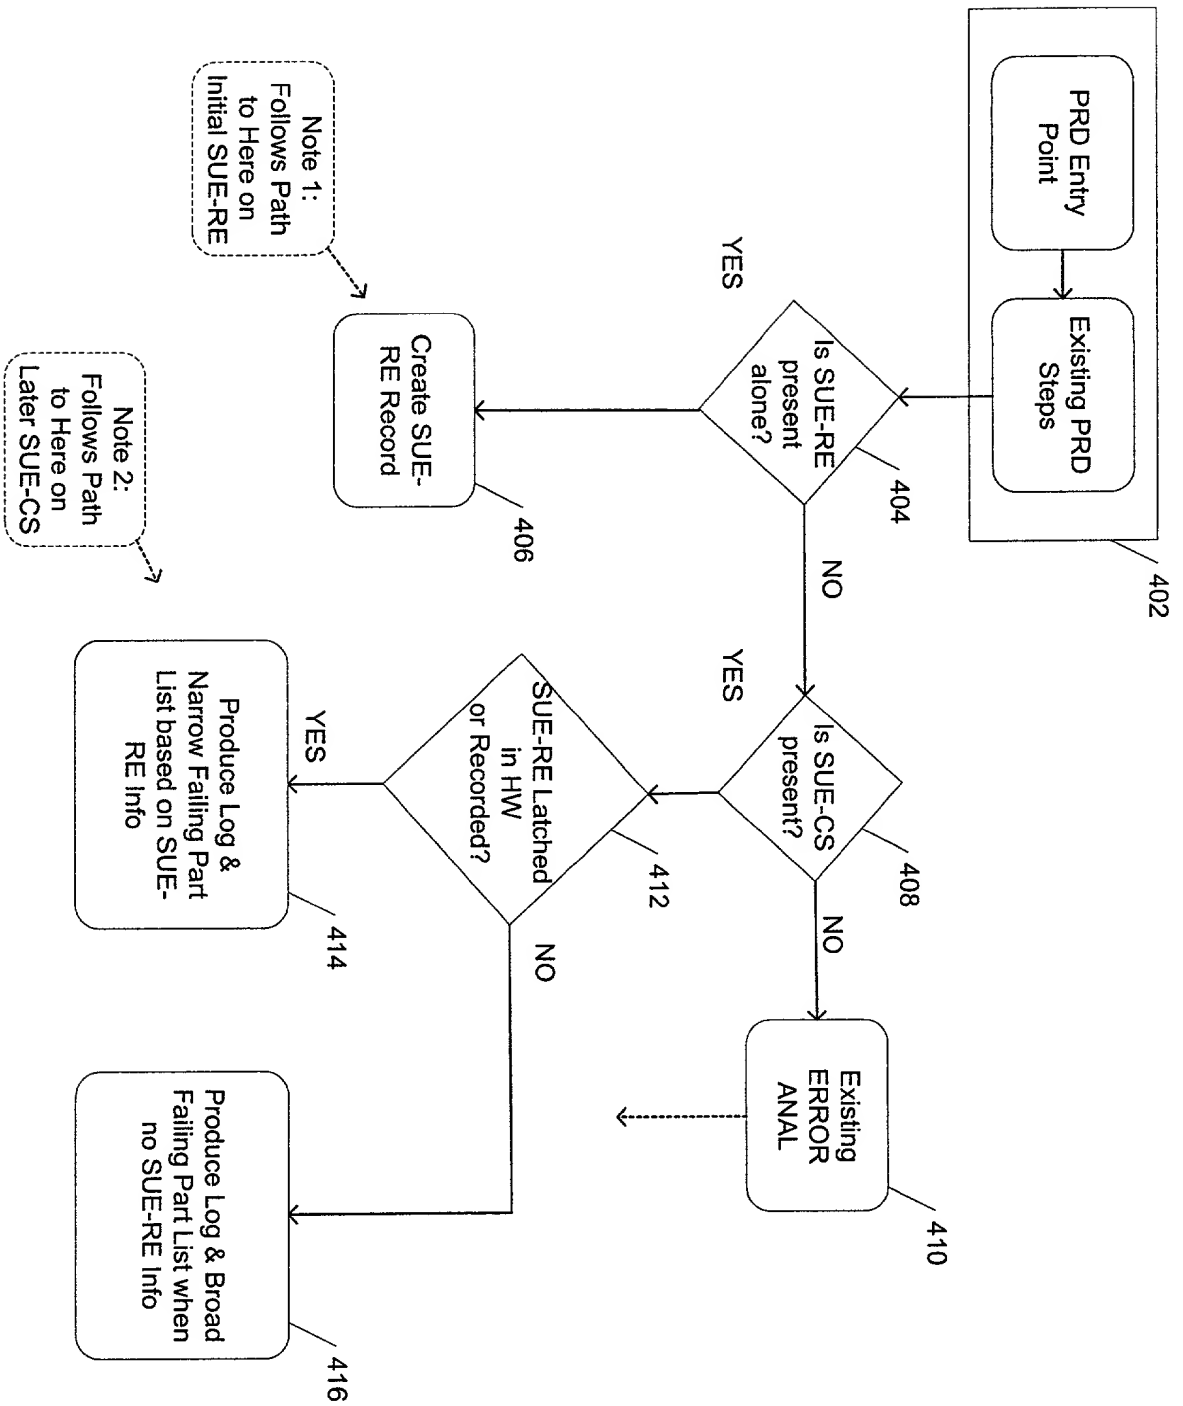 PRD Entry
Point
Existing PRD
Steps
402
Is SUE-RE
present
alone?
404
YES
NO
Create SUE-
RE Record
406
Note 1:
Follows Path
to Here on
Initial SUE-RE
Is SUE-CS
present?
408
YES
NO
Existing
ERROR
ANAL
410
SUE-RE Latched
in HW
or Recorded?
412
YES
NO
Note 2:
Follows Path
to Here on
Later SUE-CS
Produce Log &
Narrow Failing Part
List based on SUE-
RE Info
414
Produce Log & Broad
Failing Part List when
no SUE-RE Info
416